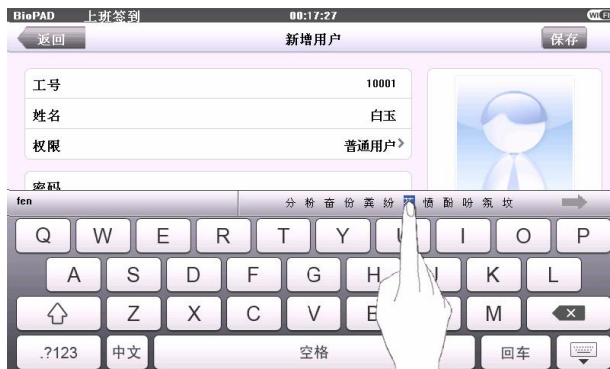 BioPAD 上班签到 00:17:27 WIFI
返回 新增用户 保存
工号 10001
姓名 白玉
权限 普通用户>
密码
fen 分 粉 奋 份 粪 纷 愤 酚 吩 氛 坟
Q W E R T Y U I O P
A S D F G H J K L
Z X C V B M
.?123 中文 空格 回车